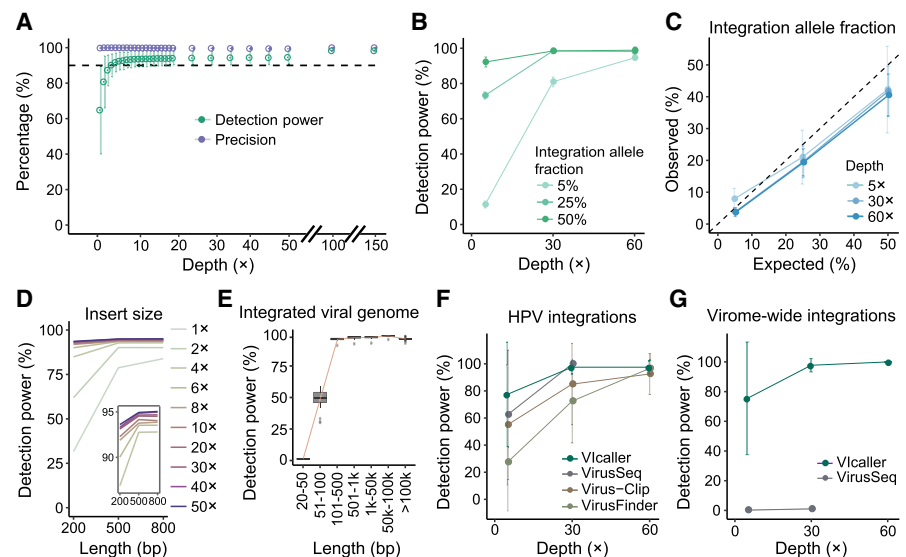 A
Percentage (%)
100
80
60
40
20
0
Detection power
Precision
0 10 20 30 40 50 100 150
Depth (×)
B
Detection power (%)
100
80
60
40
20
0
Integration allele
fraction
5%
25%
50%
0 30 60
Depth (×)
C
Integration allele fraction
Observed (%)
50
40
30
20
10
0
Depth
5×
30×
60×
0 10 20 30 40 50
Expected (%)
D
Insert size
Detection power (%)
100
75
50
25
0
95
90
200 500 800
200 500 800
Length (bp)
1×
2×
4×
6×
8×
10×
20×
30×
40×
50×
E
Integrated viral genome
Detection power (%)
100
75
50
25
0
20-50
51-100
101-500
501-1k
1k-50k
50k-100k
>100k
Length (bp)
F
HPV integrations
Detection power (%)
100
80
60
40
20
0
VIcaller
VirusSeq
Virus−Clip
VirusFinder
0 30 60
Depth (×)
G
Virome-wide integrations
Detection power (%)
100
80
60
40
20
0
VIcaller
VirusSeq
0 30 60
Depth (×)